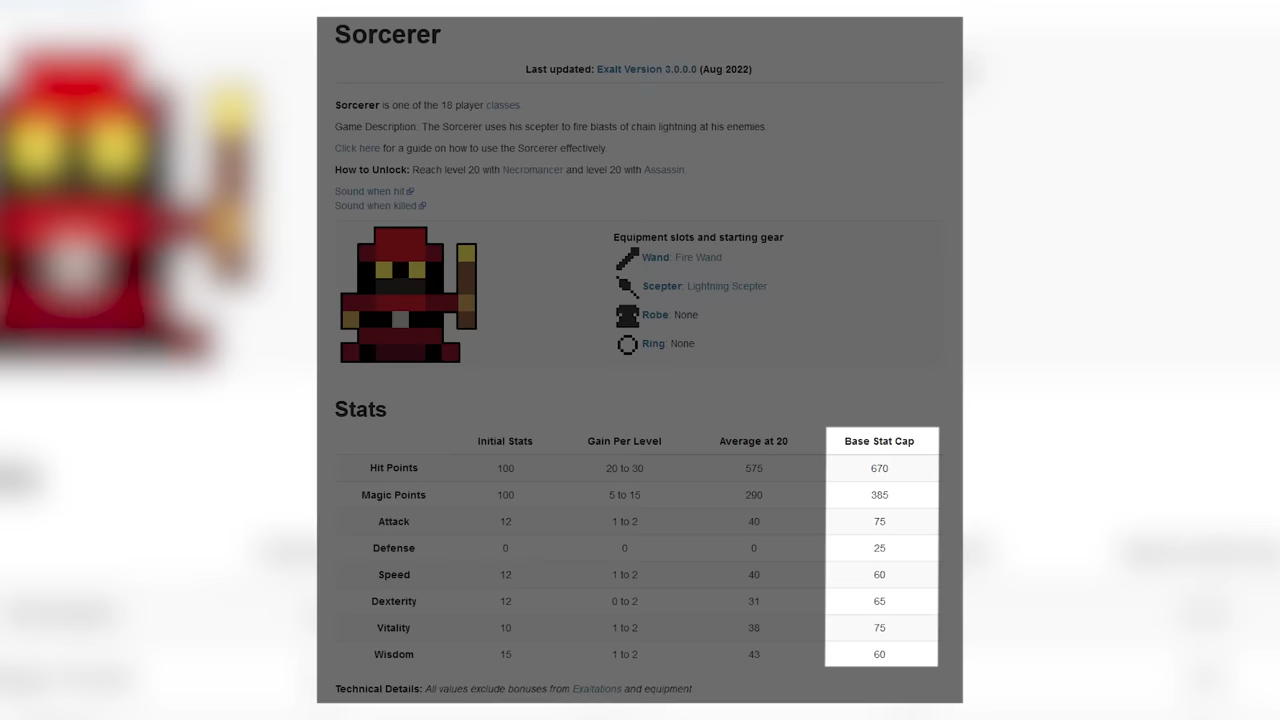 Sorcerer
Last updated: Exalt Version 3.0.0.0 (Aug 2022)
Sorcerer is one of the 18 player classes.
Game Description: The Sorcerer uses his scepter to fire blasts of chain lightning at his enemies.
Click here for a guide on how to use the Sorcerer effectively.
How to Unlock: Reach level 20 with Necromancer and level 20 with Assassin.
Sound when hit
Sound when killed
Equipment slots and starting gear
Wand: Fire Wand
Scepter: Lightning Scepter
Robe: None
Ring: None
Stats
Initial Stats Gain Per Level Average at 20 Base Stat Cap
Hit Points 100 20 to 30 575 670
Magic Points 100 5 to 15 290 385
Attack 12 1 to 2 40 75
Defense 0 0 0 25
Speed 12 1 to 2 40 60
Dexterity 12 0 to 2 31 65
Vitality 10 1 to 2 38 75
Wisdom 15 1 to 2 43 60
Technical Details: All values exclude bonuses from Exaltations and equipment